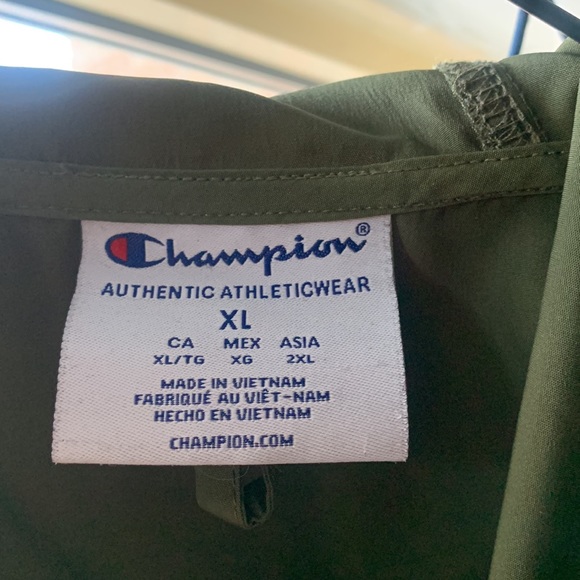 Champion®
AUTHENTIC ATHLETICWEAR
XL
CA MEX ASIA
XL/TG XG 2XL
MADE IN VIETNAM
FABRIQUÉ AU VIÊT-NAM
HECHO EN VIETNAM
CHAMPION.COM